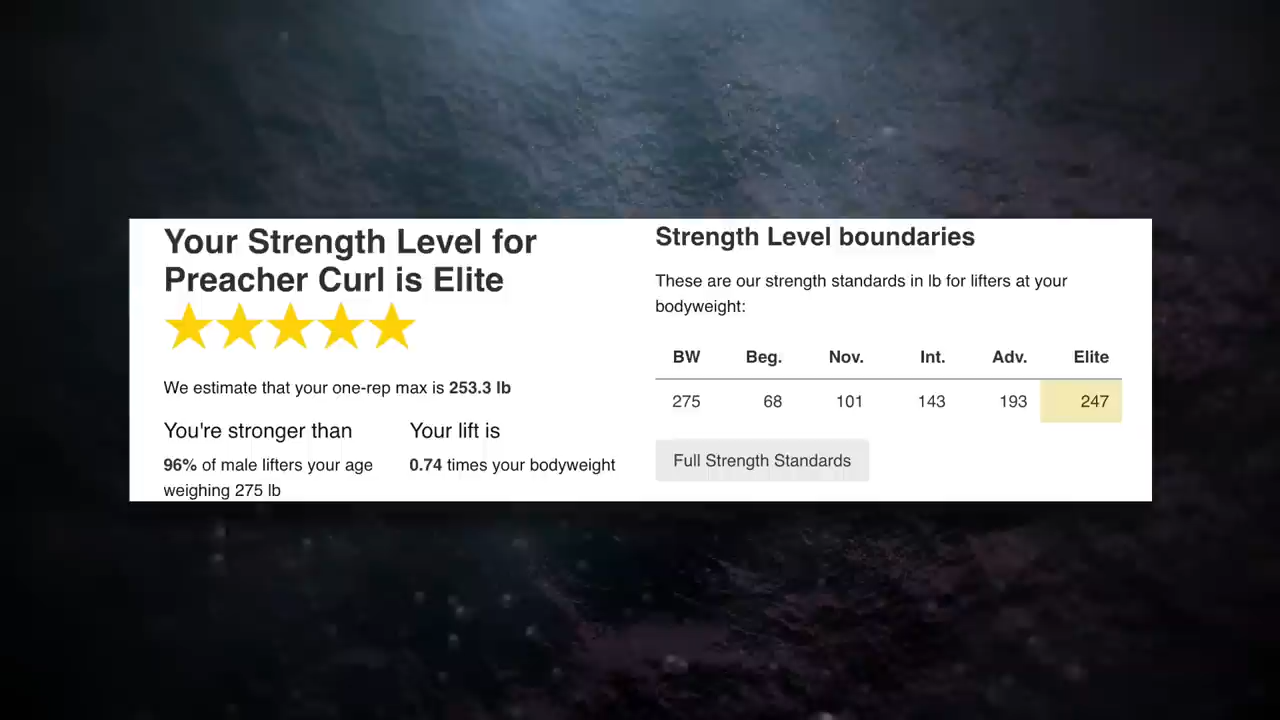 Your Strength Level for
Preacher Curl is Elite
We estimate that your one-rep max is 253.3 lb
You're stronger than
96% of male lifters your age
weighing 275 lb
Your lift is
0.74 times your bodyweight
Strength Level boundaries
These are our strength standards in lb for lifters at your
bodyweight:
BW Beg. Nov. Int. Adv. Elite
275 68 101 143 193 247
Full Strength Standards